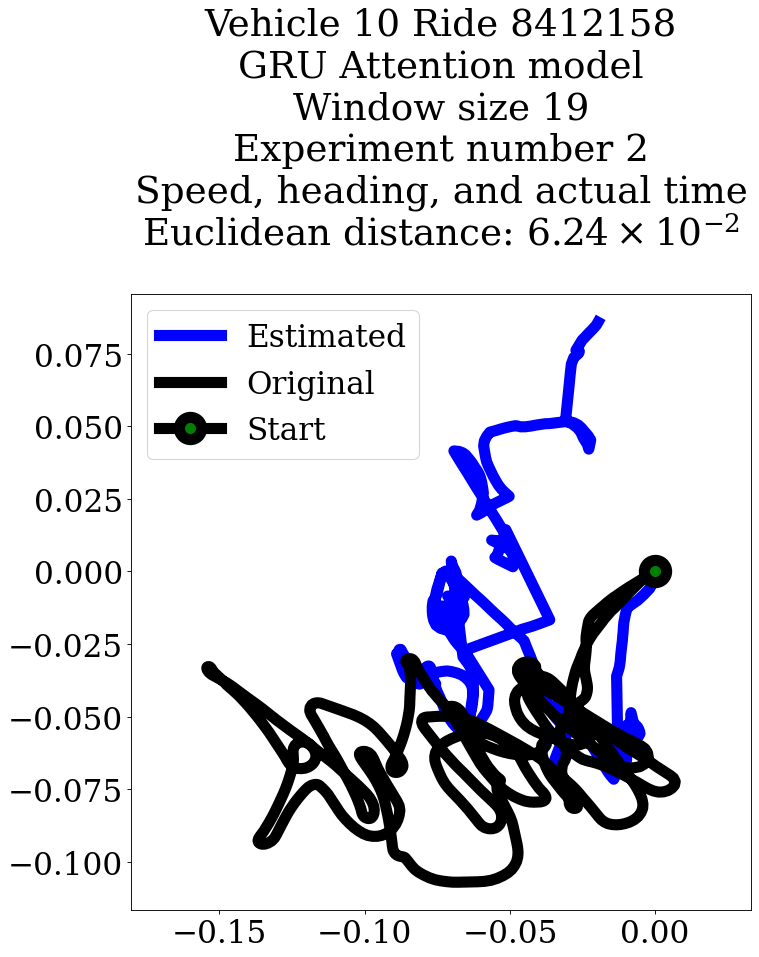 Vehicle 10 Ride 8412158
GRU Attention model
Window size 19
Experiment number 2
Speed, heading, and actual time
Euclidean distance: 6.24 × 10⁻²
Estimated
Original
Start
0.075
0.050
0.025
0.000
−0.025
−0.050
−0.075
−0.100
−0.15 −0.10 −0.05 0.00